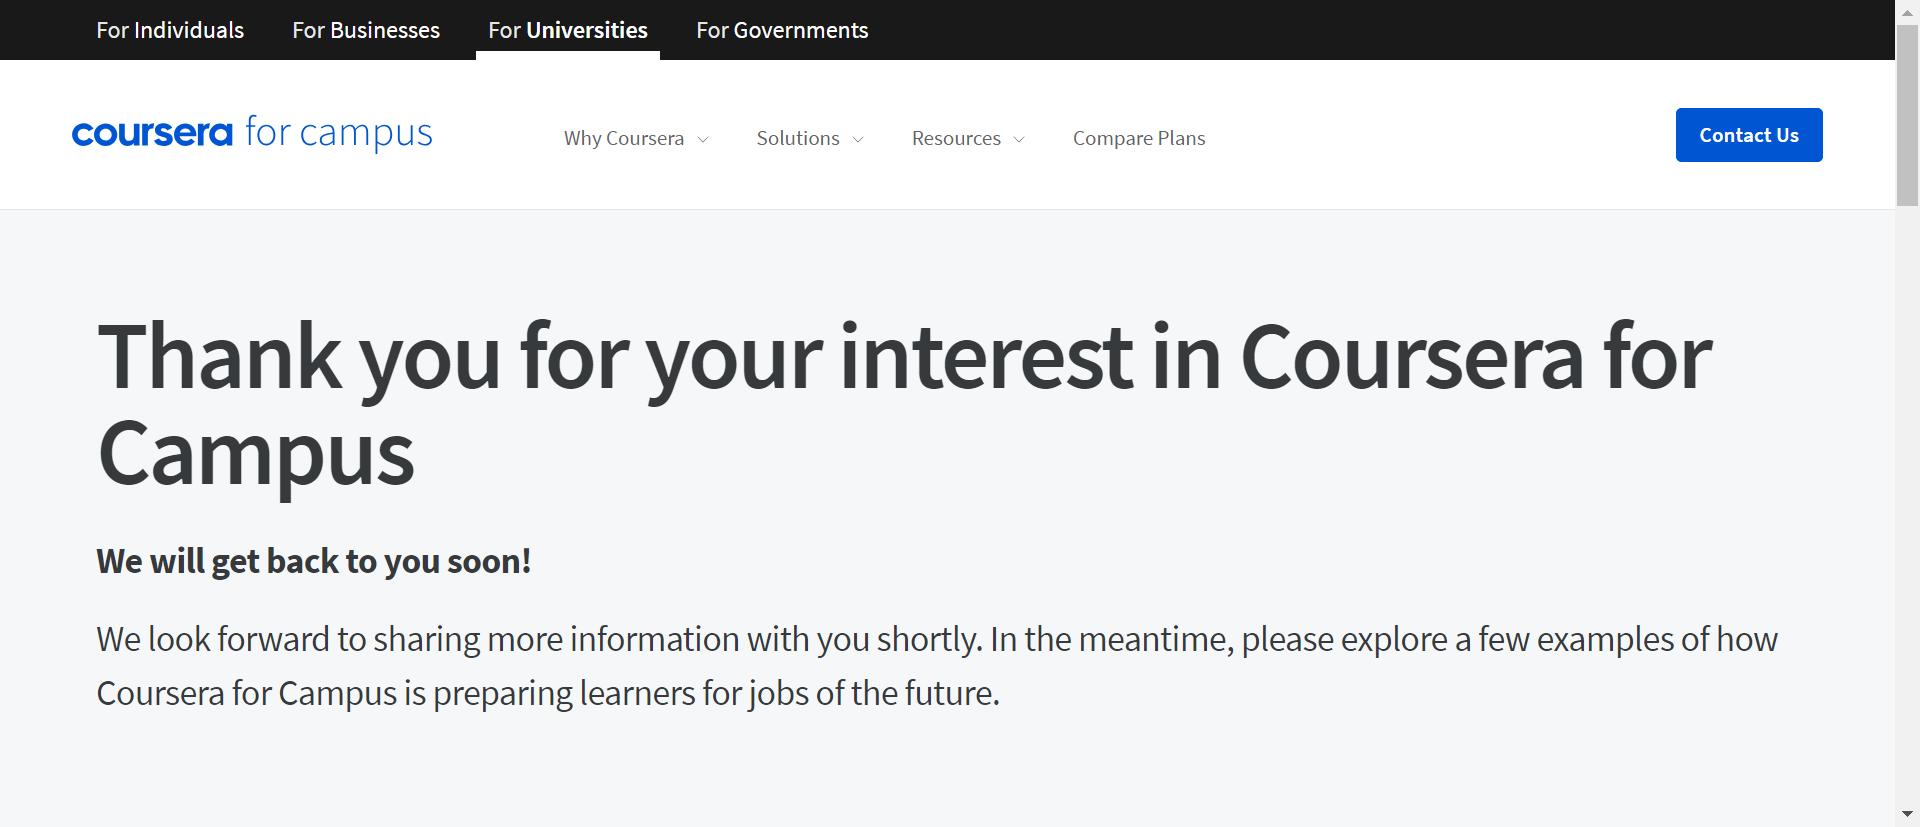 For Individuals For Businesses For Universities For Governments
coursera for campus Why Coursera Solutions Resources Compare Plans Contact Us
Thank you for your interest in Coursera for
Campus
We will get back to you soon!
We look forward to sharing more information with you shortly. In the meantime, please explore a few examples of how
Coursera for Campus is preparing learners for jobs of the future.